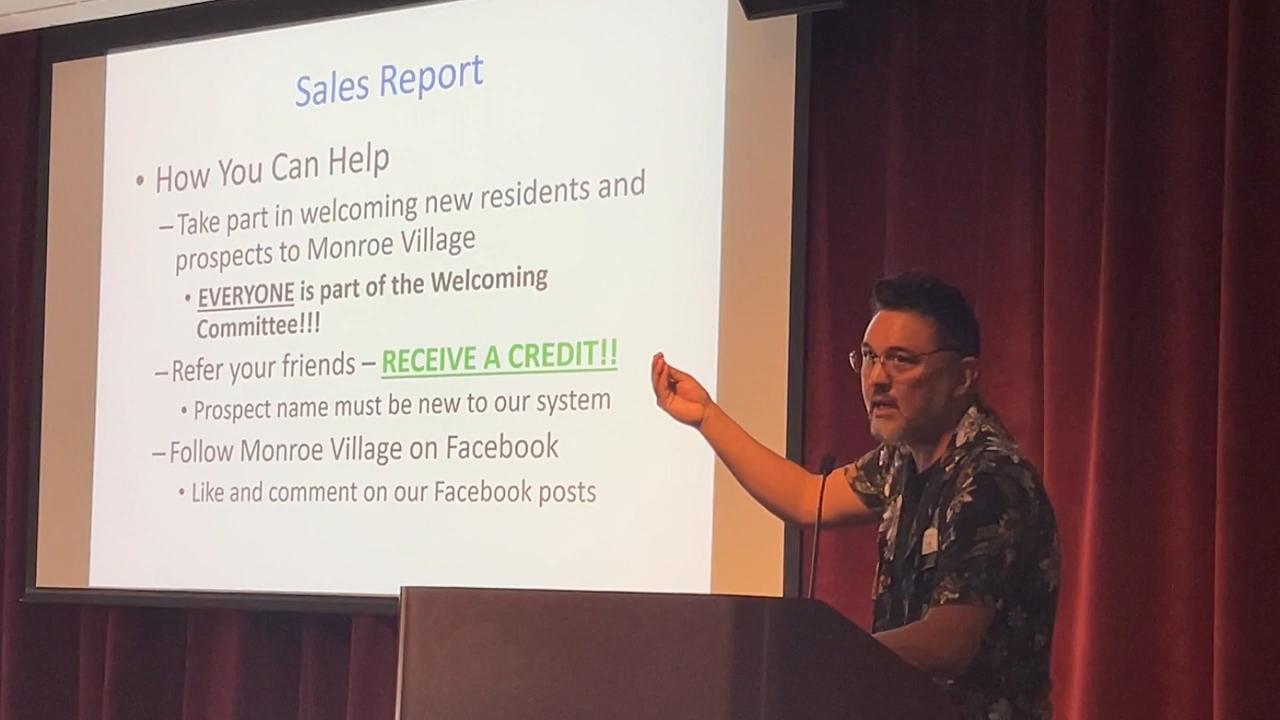 Sales Report
• How You Can Help
– Take part in welcoming new residents and
prospects to Monroe Village
• EVERYONE is part of the Welcoming
Committee!!!
– Refer your friends – RECEIVE A CREDIT!!
• Prospect name must be new to our system
– Follow Monroe Village on Facebook
• Like and comment on our Facebook posts